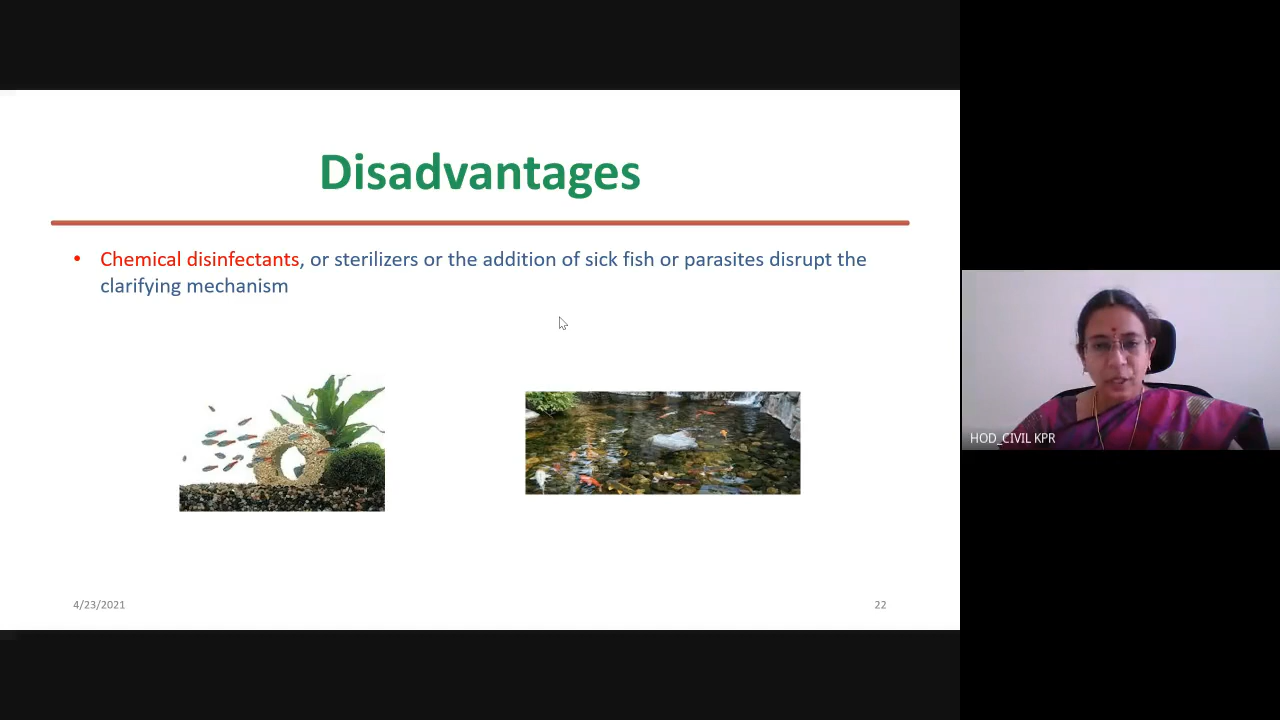 Disadvantages
• Chemical disinfectants, or sterilizers or the addition of sick fish or parasites disrupt the
clarifying mechanism
HOD_CIVIL KPR
4/23/2021
22